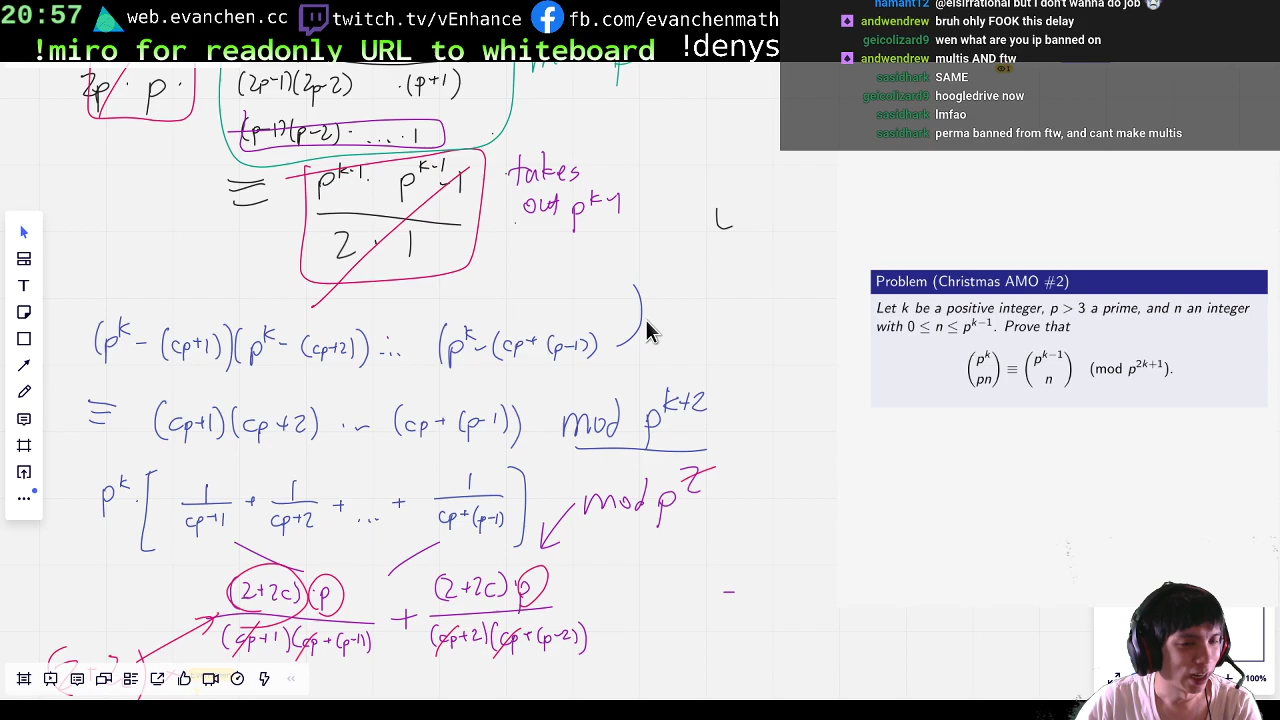 20:57 web.evanchen.cc twitch.tv/vEnhance fb.com/evanchenmath
!miro for readonly URL to whiteboard !denys
@elsirrational but I don't wanna do job
andwendrew bruh ohly FOOK this delay
geicolizard9 wen what are you ip banned on
andwendrew multis AND ftw
sasidhark SAME
geicolizard9 hoogledrive now
sasidhark lmfao
sasidhark perma banned from ftw, and cant make multis
2p · p ·
(2p-1)(2p-2) · (p+1)
(p-1)(p-2) · ... 1
≡ p^{k-1} · p^{k-1}-1
2 · 1
takes
out p^{k-1}
(p^k - (cp+1))(p^k - (cp+2)) ... (p^k - (cp+(p-1))
≡ (cp+1)(cp+2) ... (cp+(p-1)) mod p^{k+2}
p^k · [ 1/(cp+1) + 1/(cp+2) + ... + 1/(cp+(p-1)) ]
mod p^2
(2+2c) · p / (cp+1)(cp+(p-1)) + (2+2c) · p / (cp+2)(cp+(p-2))
Problem (Christmas AMO #2)
Let k be a positive integer, p > 3 a prime, and n an integer
with 0 ≤ n ≤ p^{k-1}. Prove that
(p^k pn) ≡ (p^{k-1} n) (mod p^{2k+1}).
100%